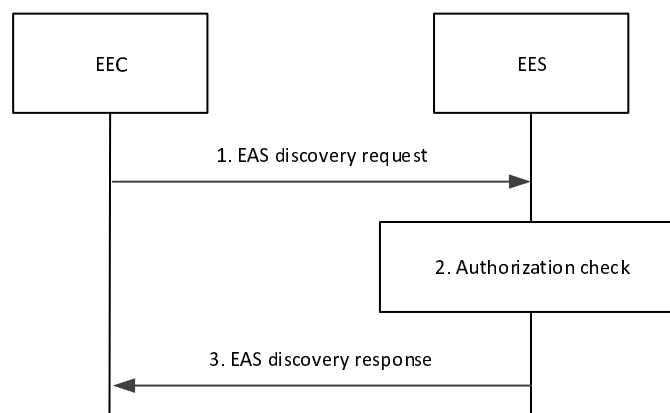 EEC
EES
1. EAS discovery request
2. Authorization check
3. EAS discovery response